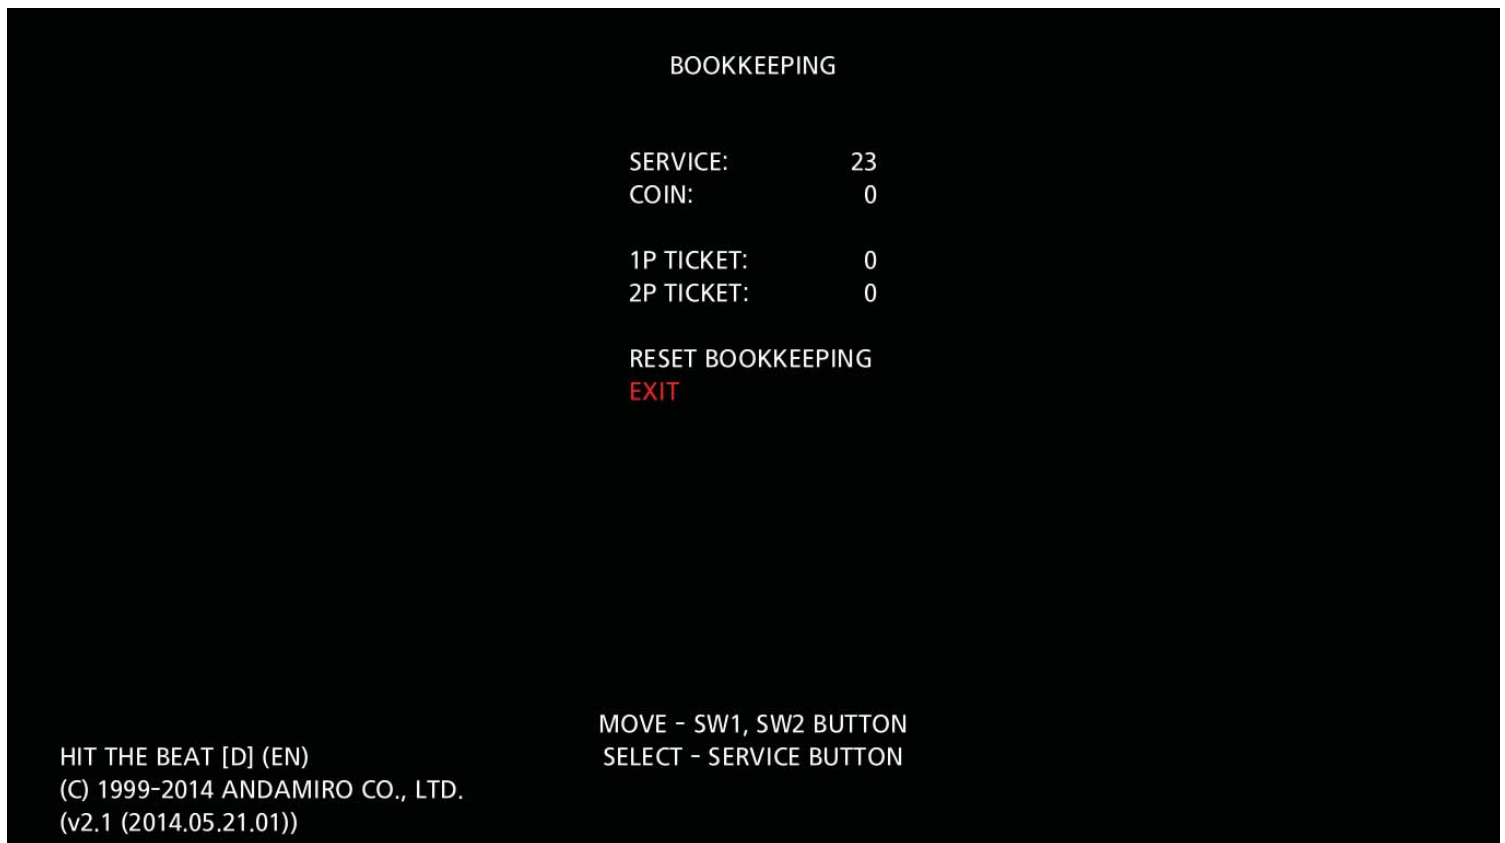 BOOKKEEPING
SERVICE: 23
COIN: 0
1P TICKET: 0
2P TICKET: 0
RESET BOOKKEEPING
EXIT
MOVE - SW1, SW2 BUTTON
SELECT - SERVICE BUTTON
HIT THE BEAT [D] (EN)
(C) 1999-2014 ANDAMIRO CO., LTD.
(v2.1 (2014.05.21.01))